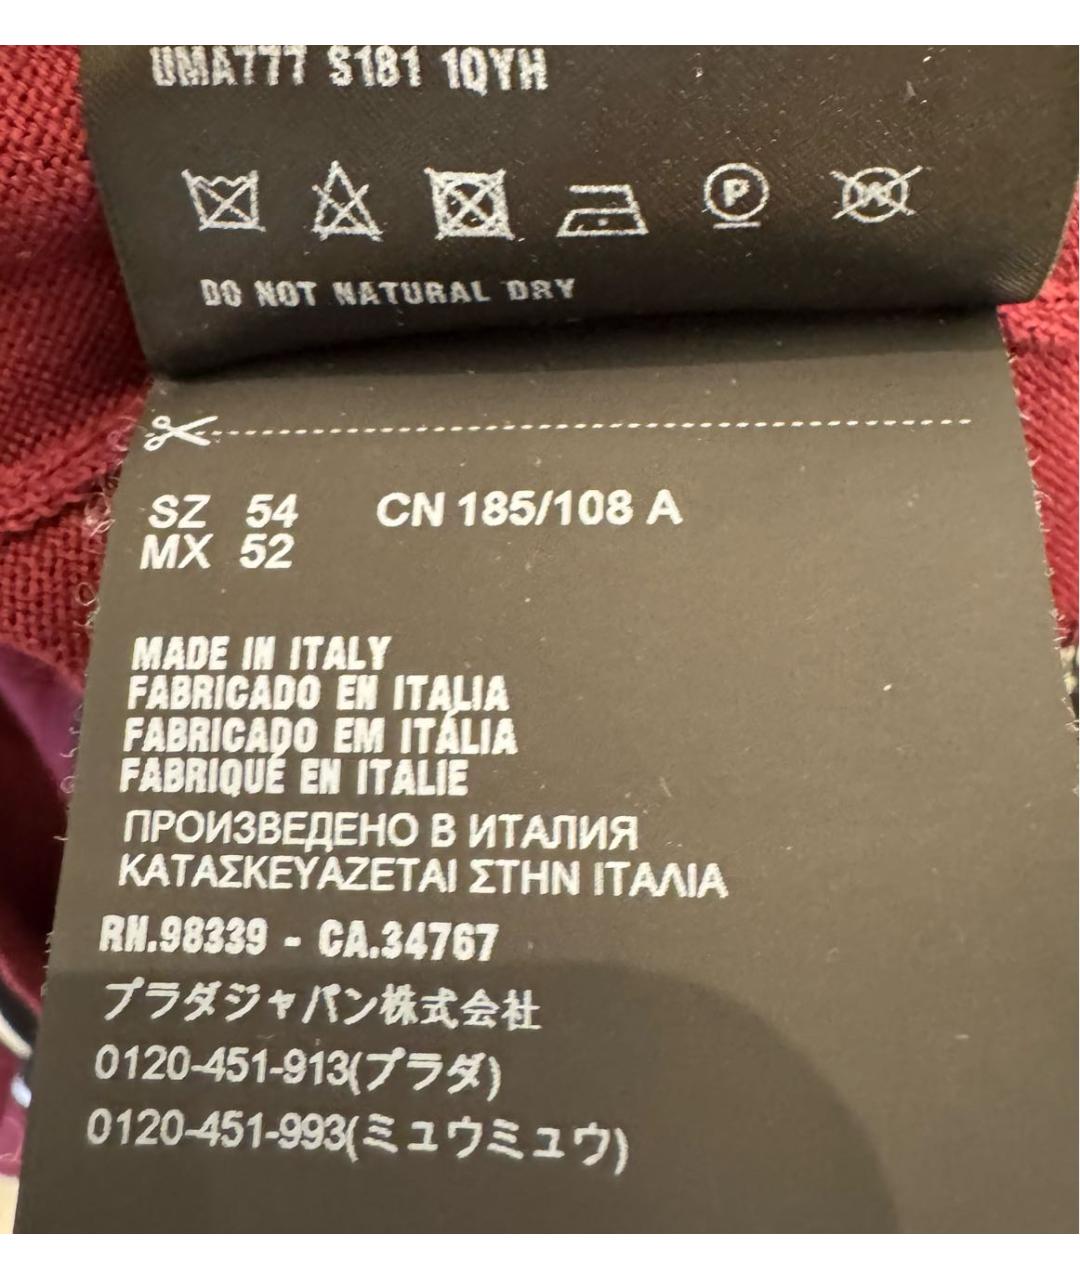 UMA777 S181 1QYH
P
W
DO NOT NATURAL DRY
SZ 54 CN 185/108 A
MX 52
MADE IN ITALY
FABRICADO EN ITALIA
FABRICADO EM ITÁLIA
FABRIQUÉ EN ITALIE
ПРОИЗВЕДЕНО В ИТАЛИЯ
ΚΑΤΑΣΚΕΥΑΖΕΤΑΙ ΣΤΗΝ ΙΤΑΛΙΑ
RN.98339 - CA.34767
プラダジャパン株式会社
0120-451-913(プラダ)
0120-451-993(ミュウミュウ)